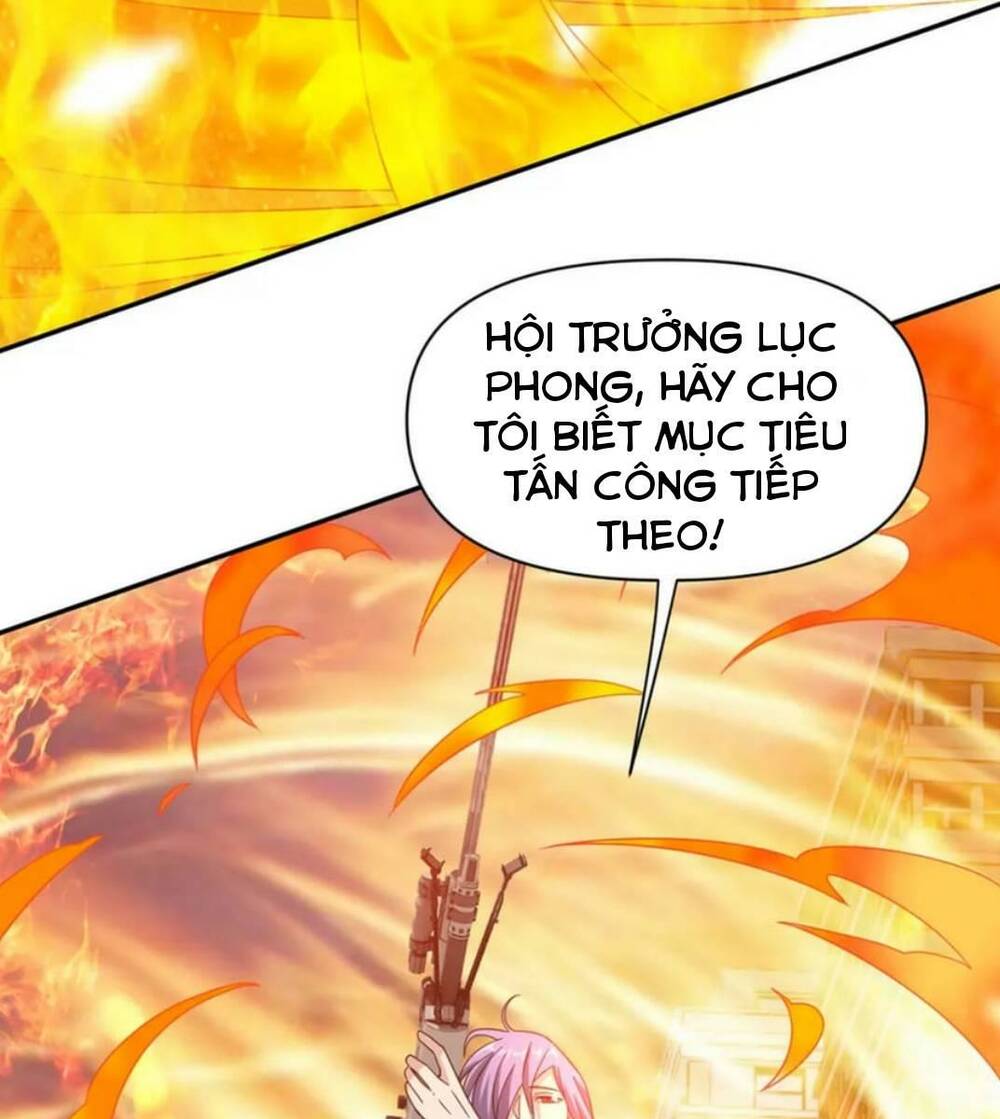 HỘI TRƯỞNG LỤC
PHONG, HÃY CHO
TÔI BIẾT MỤC TIÊU
TẤN CÔNG TIẾP
THEO!